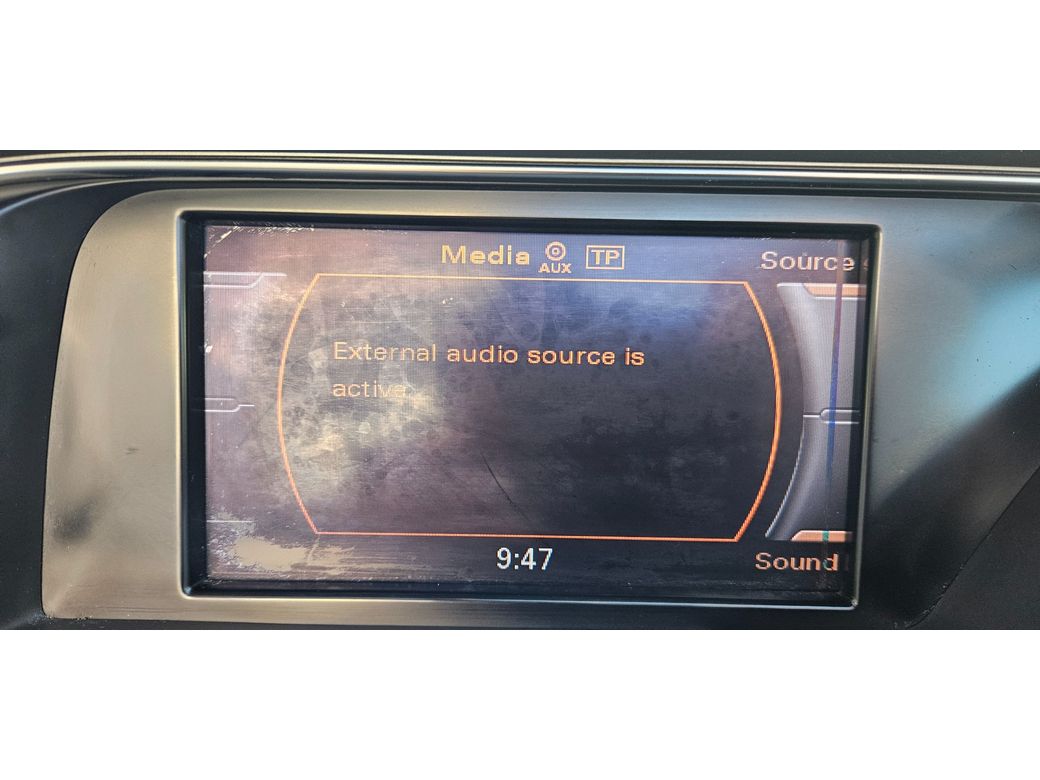 Media AUX TP
Source
External audio source is
active.
9:47
Sound